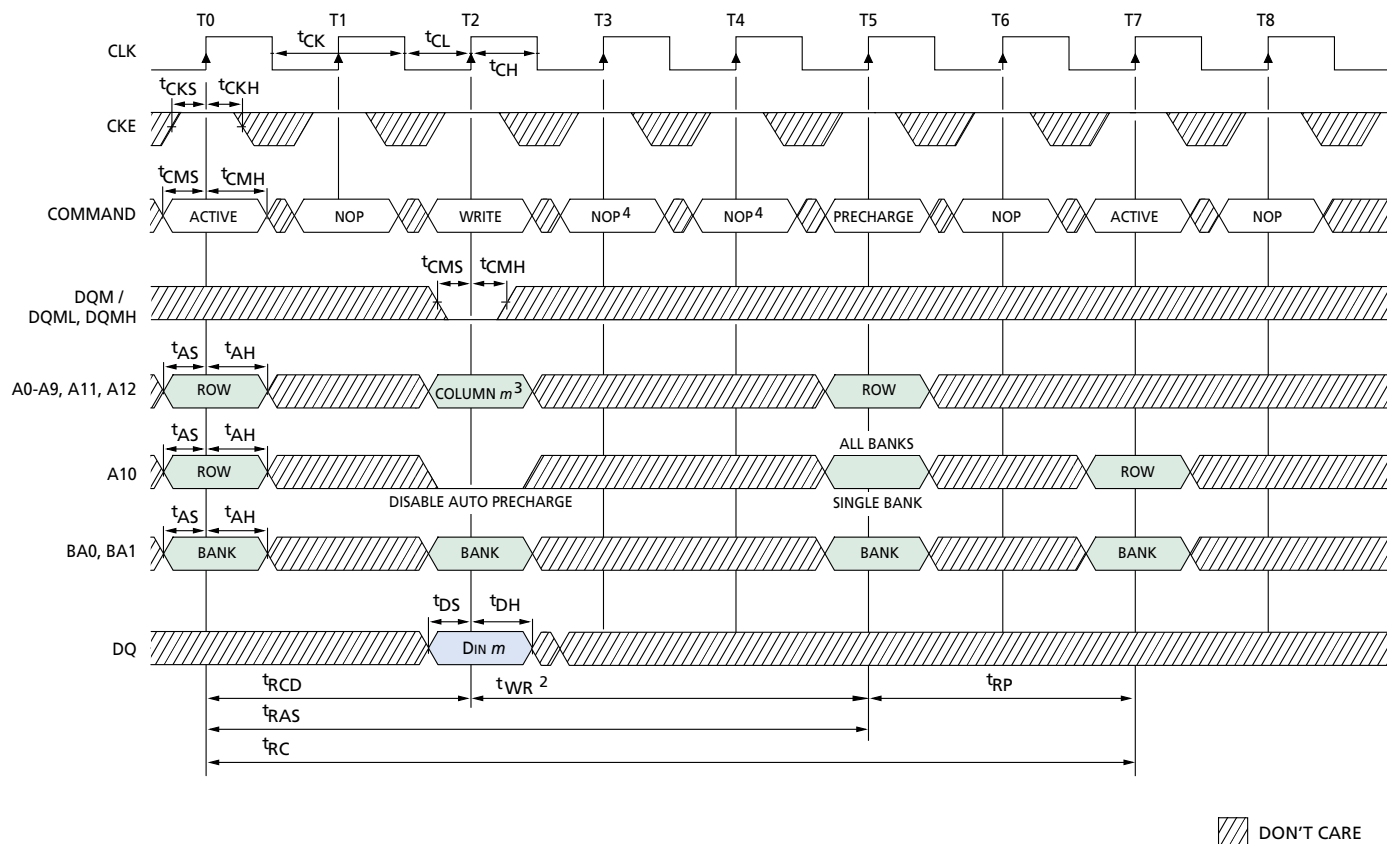 T0 T1 T2 T3 T4 T5 T6 T7 T8
CLK
tCK tCL
tCH
tCKS tCKH
CKE
tCMS tCMH
COMMAND ACTIVE NOP WRITE NOP4 NOP4 PRECHARGE NOP ACTIVE NOP
tCMS tCMH
DQM /
DQML, DQMH
tAS tAH
A0-A9, A11, A12 ROW COLUMN m3 ROW
tAS tAH ALL BANKS
A10 ROW ROW
DISABLE AUTO PRECHARGE SINGLE BANK
tAS tAH
BA0, BA1 BANK BANK BANK BANK
tDS tDH
DQ DIN m
tRCD tWR 2 tRP
tRAS
tRC
DON'T CARE